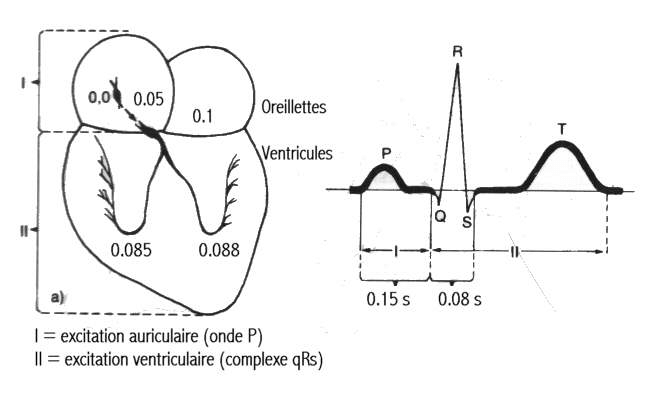 I
0,0
0.05
0.1
Oreillettes
Ventricules
II
0.085
0.088
a)
R
P
T
Q
S
I
II
0.15 s
0.08 s
I = excitation auriculaire (onde P)
II = excitation ventriculaire (complexe qRs)